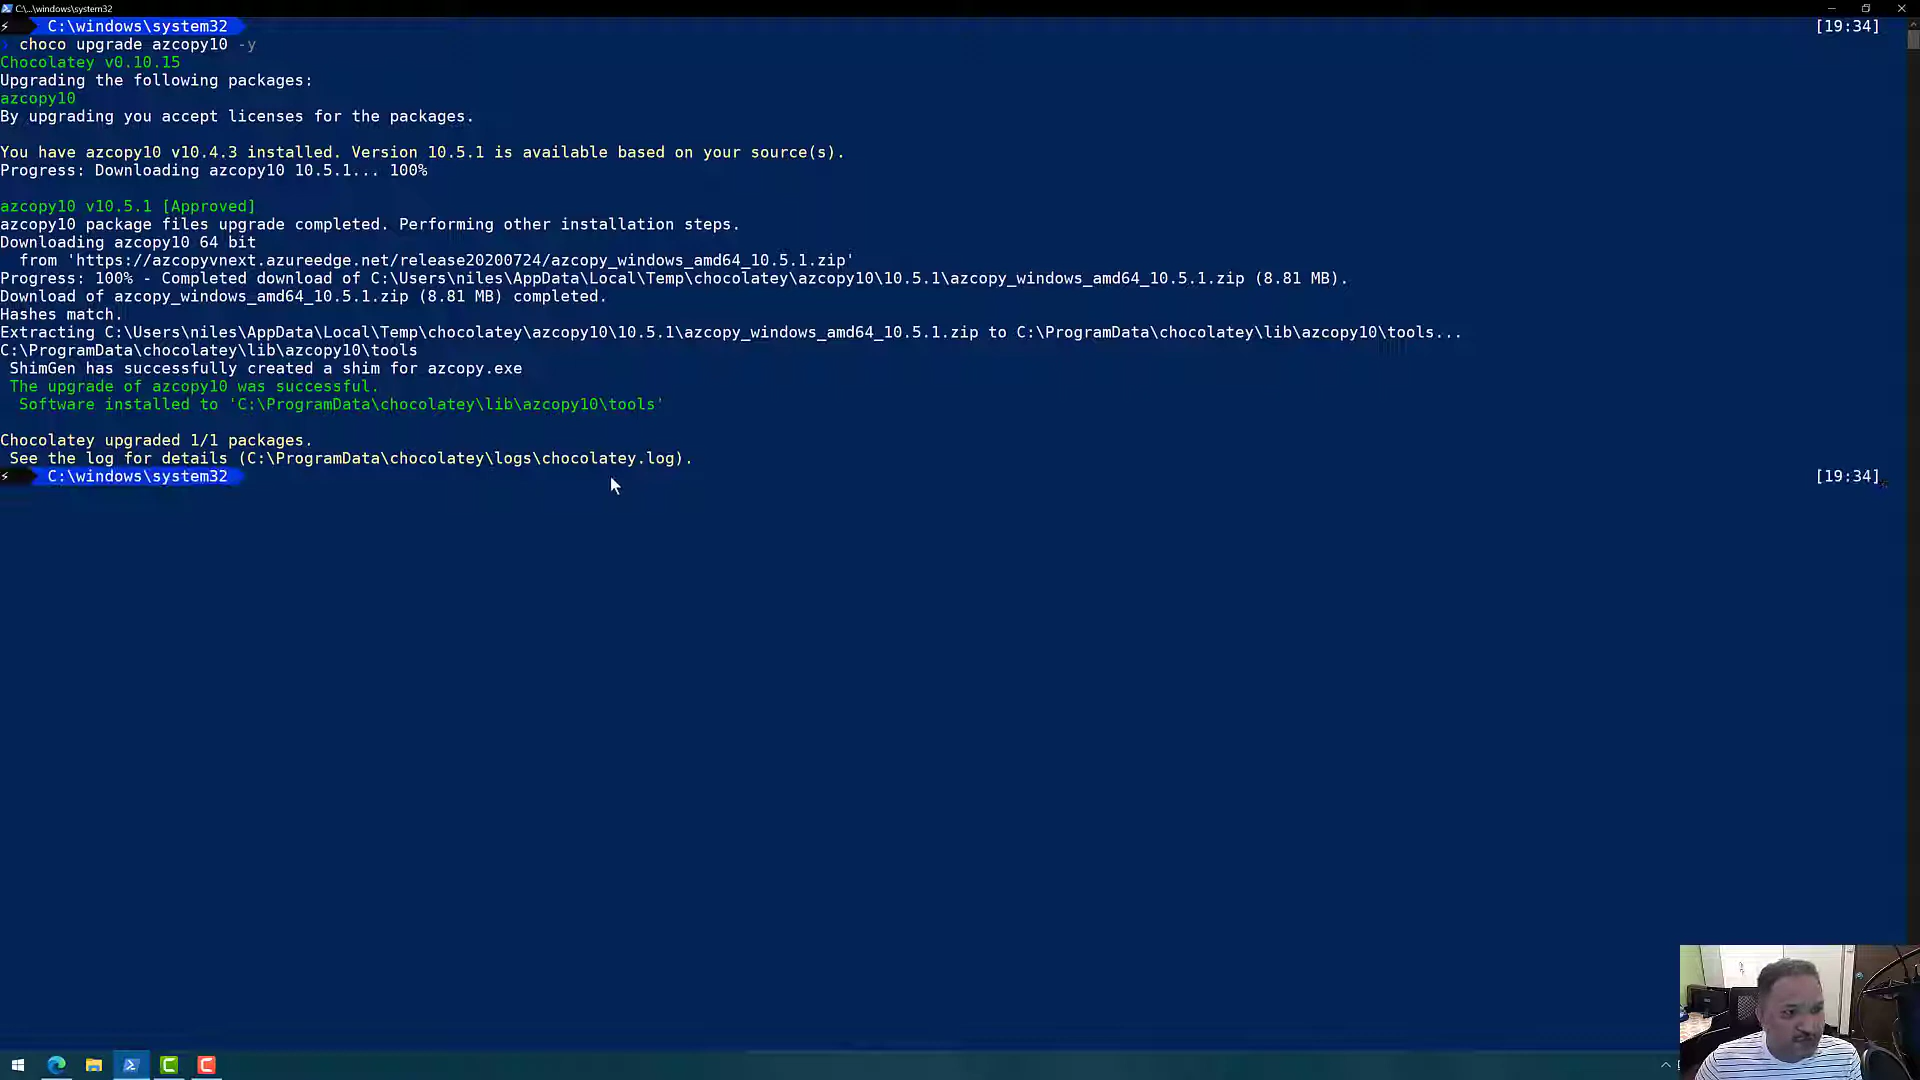 C:\...\windows\system32
C:\windows\system32 [19:34]
choco upgrade azcopy10 -y
Chocolatey v0.10.15
Upgrading the following packages:
azcopy10
By upgrading you accept licenses for the packages.
You have azcopy10 v10.4.3 installed. Version 10.5.1 is available based on your source(s).
Progress: Downloading azcopy10 10.5.1... 100%
azcopy10 v10.5.1 [Approved]
azcopy10 package files upgrade completed. Performing other installation steps.
Downloading azcopy10 64 bit
from 'https://azcopyvnext.azureedge.net/release20200724/azcopy_windows_amd64_10.5.1.zip'
Progress: 100% - Completed download of C:\Users\niles\AppData\Local\Temp\chocolatey\azcopy10\10.5.1\azcopy_windows_amd64_10.5.1.zip (8.81 MB).
Download of azcopy_windows_amd64_10.5.1.zip (8.81 MB) completed.
Hashes match.
Extracting C:\Users\niles\AppData\Local\Temp\chocolatey\azcopy10\10.5.1\azcopy_windows_amd64_10.5.1.zip to C:\ProgramData\chocolatey\lib\azcopy10\tools...
C:\ProgramData\chocolatey\lib\azcopy10\tools
ShimGen has successfully created a shim for azcopy.exe
The upgrade of azcopy10 was successful.
Software installed to 'C:\ProgramData\chocolatey\lib\azcopy10\tools'
Chocolatey upgraded 1/1 packages.
See the log for details (C:\ProgramData\chocolatey\logs\chocolatey.log).
C:\windows\system32 [19:34]